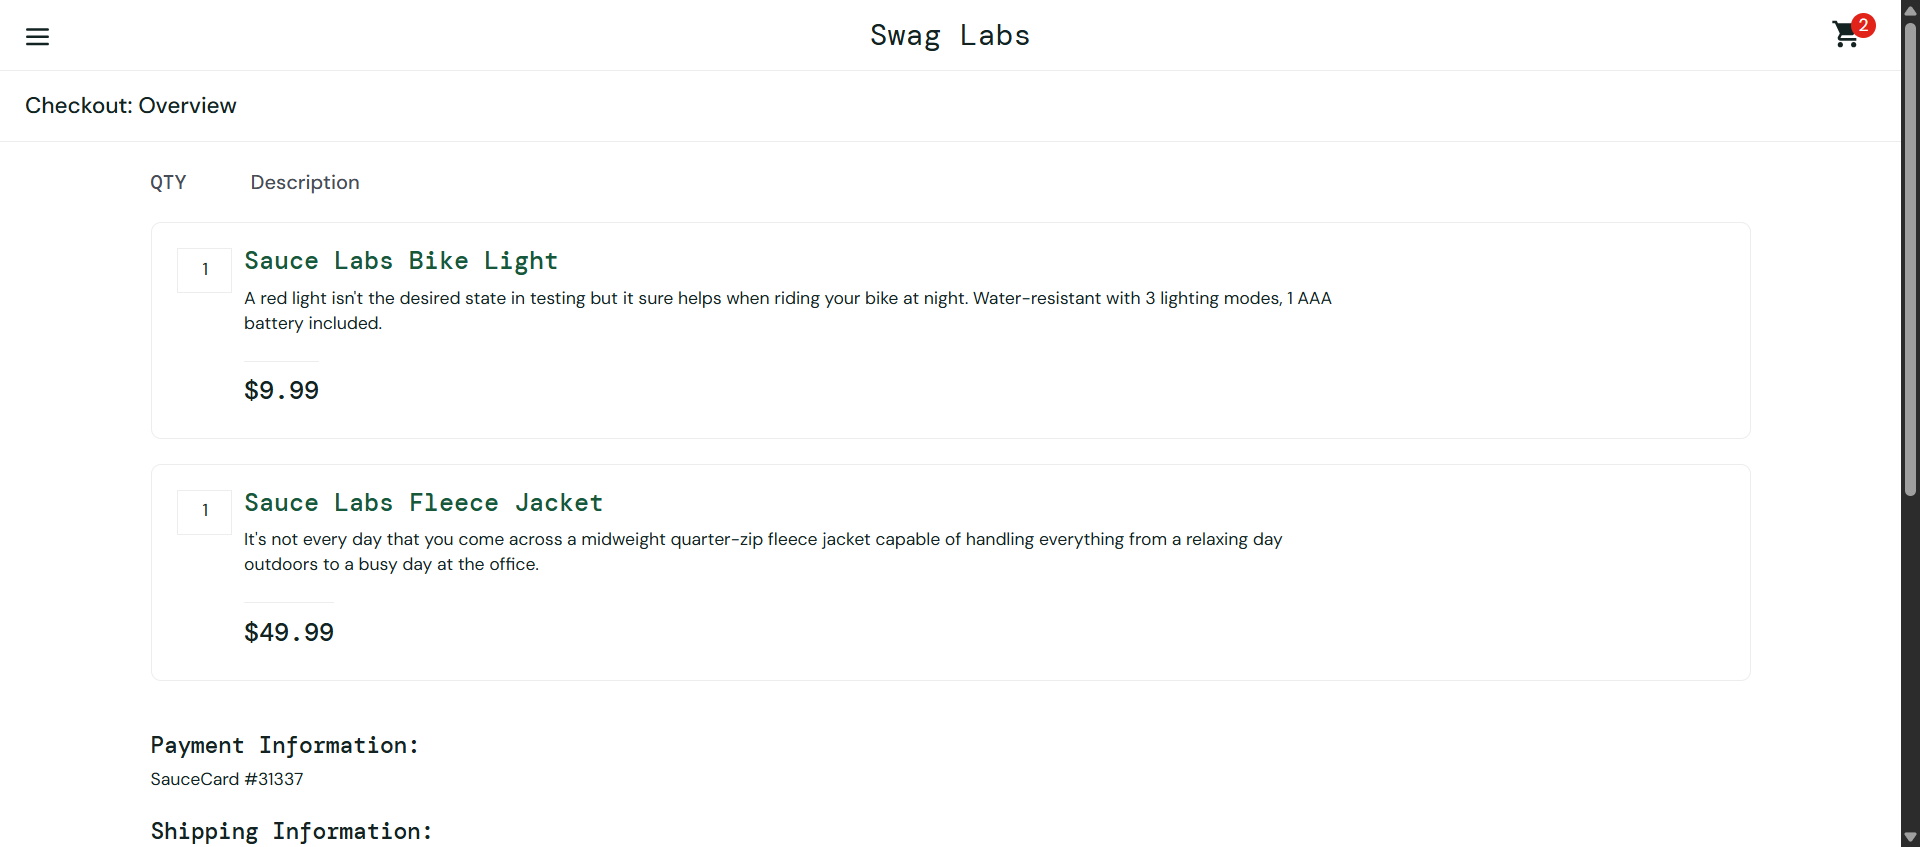 Swag Labs
2
Checkout: Overview
QTY Description
1
Sauce Labs Bike Light
A red light isn't the desired state in testing but it sure helps when riding your bike at night. Water-resistant with 3 lighting modes, 1 AAA
battery included.
$9.99
1
Sauce Labs Fleece Jacket
It's not every day that you come across a midweight quarter-zip fleece jacket capable of handling everything from a relaxing day
outdoors to a busy day at the office.
$49.99
Payment Information:
SauceCard #31337
Shipping Information: